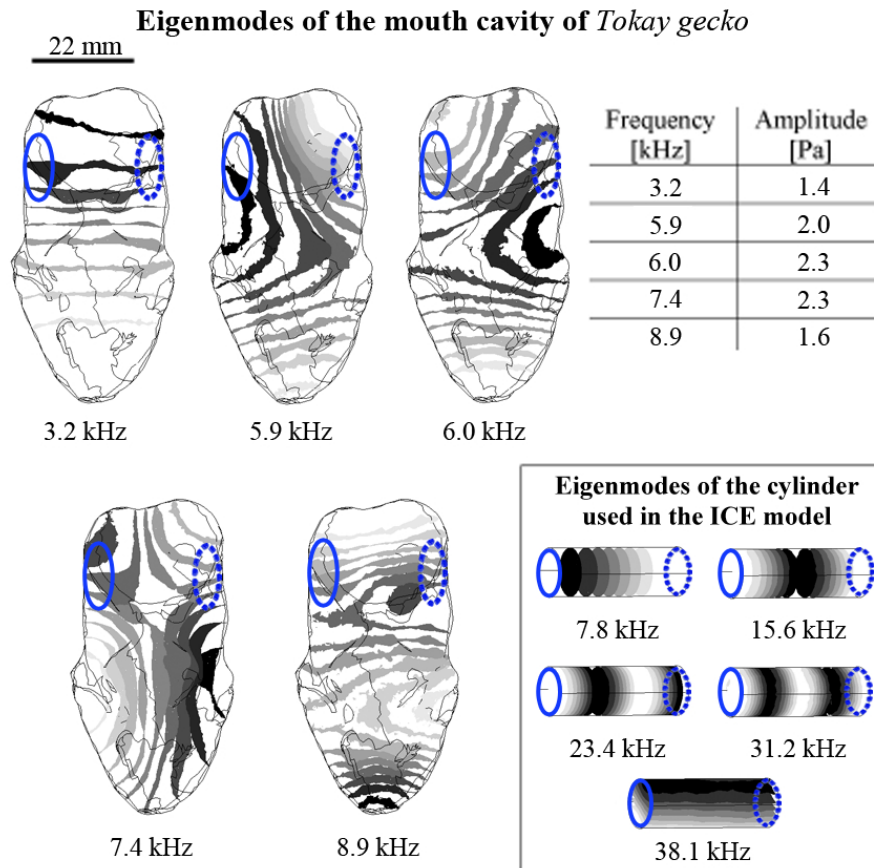 Eigenmodes of the mouth cavity of Tokay gecko
22 mm
Frequency Amplitude
[kHz] [Pa]
3.2 1.4
5.9 2.0
6.0 2.3
7.4 2.3
8.9 1.6
3.2 kHz 5.9 kHz 6.0 kHz
7.4 kHz 8.9 kHz
Eigenmodes of the cylinder
used in the ICE model
7.8 kHz 15.6 kHz
23.4 kHz 31.2 kHz
38.1 kHz